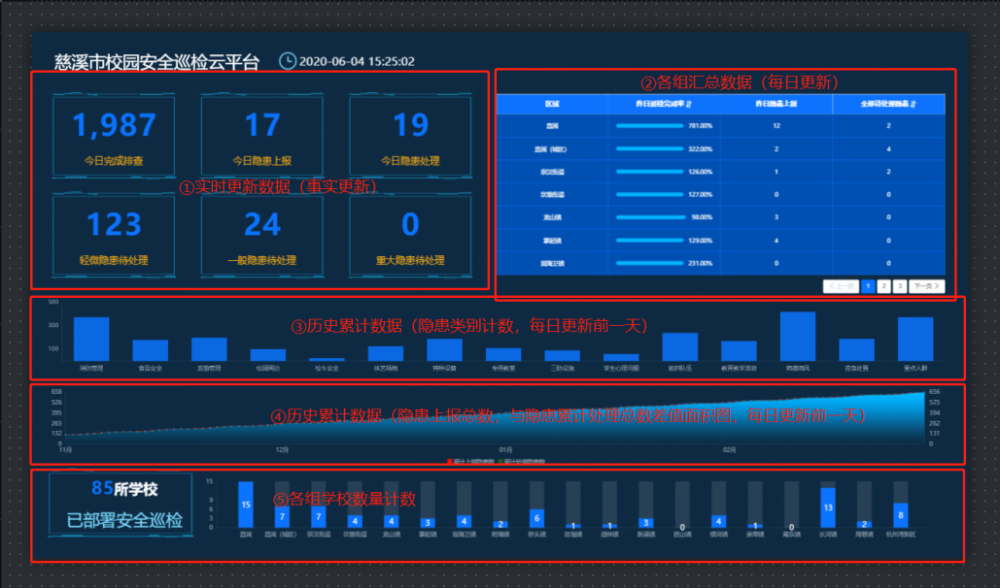 慈溪市校园安全巡检云平台
2020-06-04 15:25:02
1,987
今日完成排查
17
今日隐患上报
19
今日隐患处理
①实时更新数据（事实更新）
123
轻微隐患待处理
24
一般隐患待处理
0
重大隐患待处理
②各组汇总数据（每日更新）
区域 昨日巡检完成率 昨日隐患上报 全部待处理隐患
直属 781.00% 12 2
直属（城区） 322.00% 2 4
宗汉街道 126.00% 1 2
坎墩街道 127.00% 0 0
龙山镇 98.00% 3 0
掌起镇 129.00% 4 0
观海卫镇 231.00% 0 0
上一页 1 2 3 下一页
③历史累计数据（隐患类别计数，每日更新前一天）
500
300
100
消防管理 食品安全 后勤管理 校园周边 校车安全 体艺场地 特种设备 专用教室 三防设施 学生心理问题 组织队伍 教育教学活动 师德师风 应急处置 重点人群
④历史累计数据（隐患上报总数，与隐患累计处理总数差值面积图，每日更新前一天）
658
526
395
263
132
0
656
525
394
262
131
0
11月 12月 01月 02月
累计上报隐患数 累计处理隐患数
85所学校
已部署安全巡检
⑤各组学校数量计数
15
9
6
3
0
15 7 7 4 4 3 4 2 6 1 1 3 0 4 1 0 13 2 8
直属 直属（城区） 宗汉街道 坎墩街道 龙山镇 掌起镇 观海卫镇 附海镇 桥头镇 匡堰镇 逍林镇 新浦镇 胜山镇 横河镇 崇寿镇 庵东镇 长河镇 周巷镇 杭州湾新区